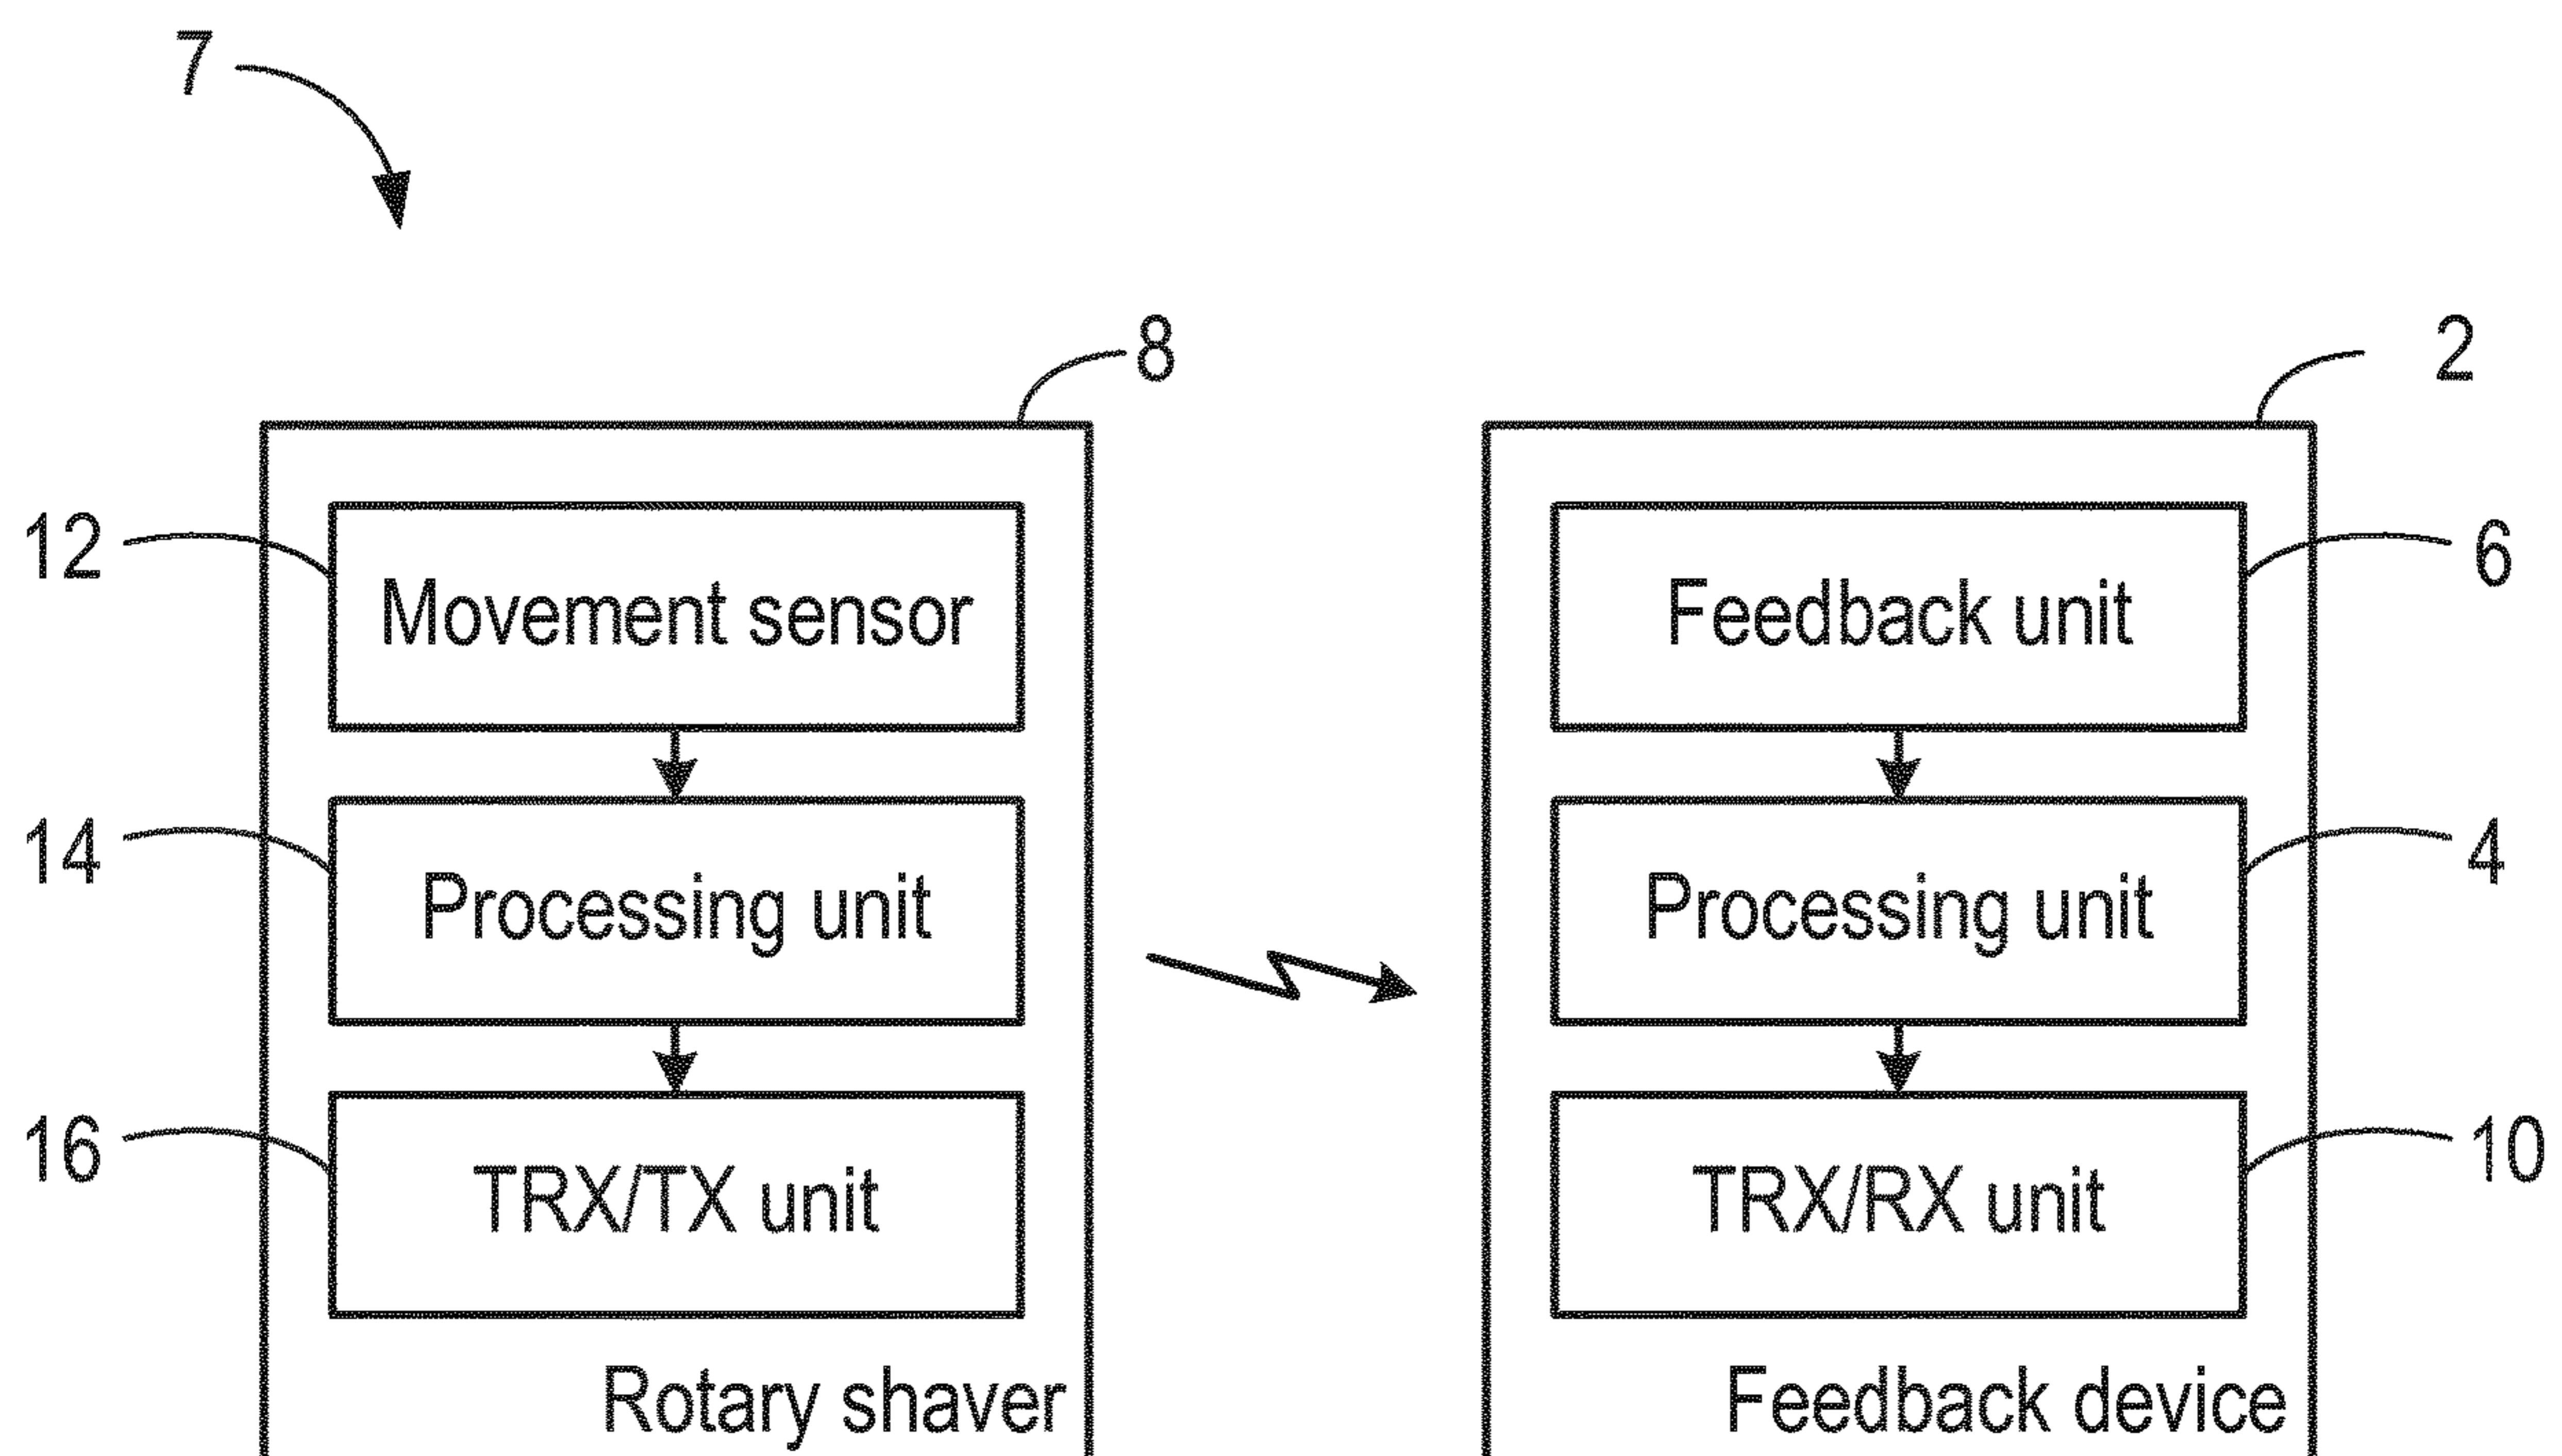 7
8
2
12
Movement sensor
Feedback unit
6
14
Processing unit
Processing unit
4
16
TRX/TX unit
TRX/RX unit
10
Rotary shaver
Feedback device